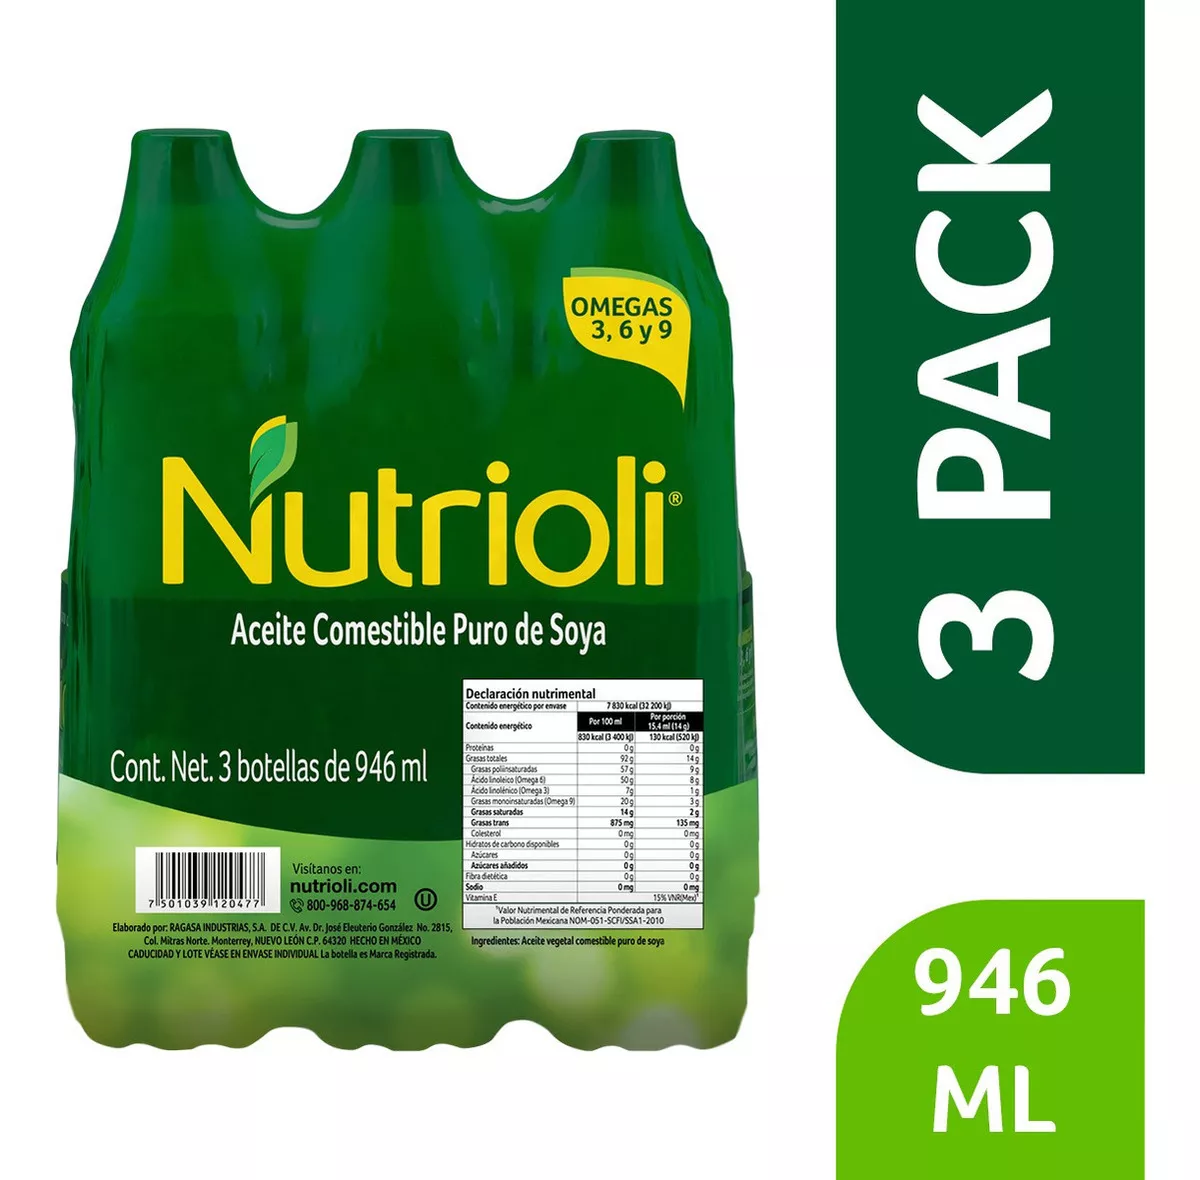 OMEGAS
3, 6 y 9
Nutrioli®
Aceite Comestible Puro de Soya
Cont. Net. 3 botellas de 946 ml
Declaración nutrimental
Contenido energético por envase 7 830 kcal (32 200 kJ)
Contenido energético Por 100 ml Por porción 15.4 ml (14 g)
830 kcal (3 400 kJ) 130 kcal (520 kJ)
Proteínas 0 g 0 g
Grasas totales 92 g 14 g
Grasas poliinsaturadas 57 g 9 g
Ácido linoleico (Omega 6) 50 g 8 g
Ácido linolénico (Omega 3) 7 g 1 g
Grasas monoinsaturadas (Omega 9) 20 g 3 g
Grasas saturadas 14 g 2 g
Grasas trans 875 mg 135 mg
Colesterol 0 mg 0 mg
Hidratos de carbono disponibles 0 g 0 g
Azúcares 0 g 0 g
Azúcares añadidos 0 g 0 g
Fibra dietética 0 g 0 g
Sodio 0 mg 0 mg
Vitamina E 15% VNR(Mex)*
*Valor Nutrimental de Referencia Ponderada para
la Población Mexicana NOM-051-SCFI/SSA1-2010
Ingredientes: Aceite vegetal comestible puro de soya
7 501039 120477
Visítanos en:
nutrioli.com
800-968-874-654
U
Elaborado por: RAGASA INDUSTRIAS, S.A. DE C.V. Av. Dr. José Eleuterio González No. 2815,
Col. Mitras Norte. Monterrey, NUEVO LEÓN C.P. 64320 HECHO EN MÉXICO
CADUCIDAD Y LOTE VÉASE EN ENVASE INDIVIDUAL La botella es Marca Registrada.
3 PACK
946
ML